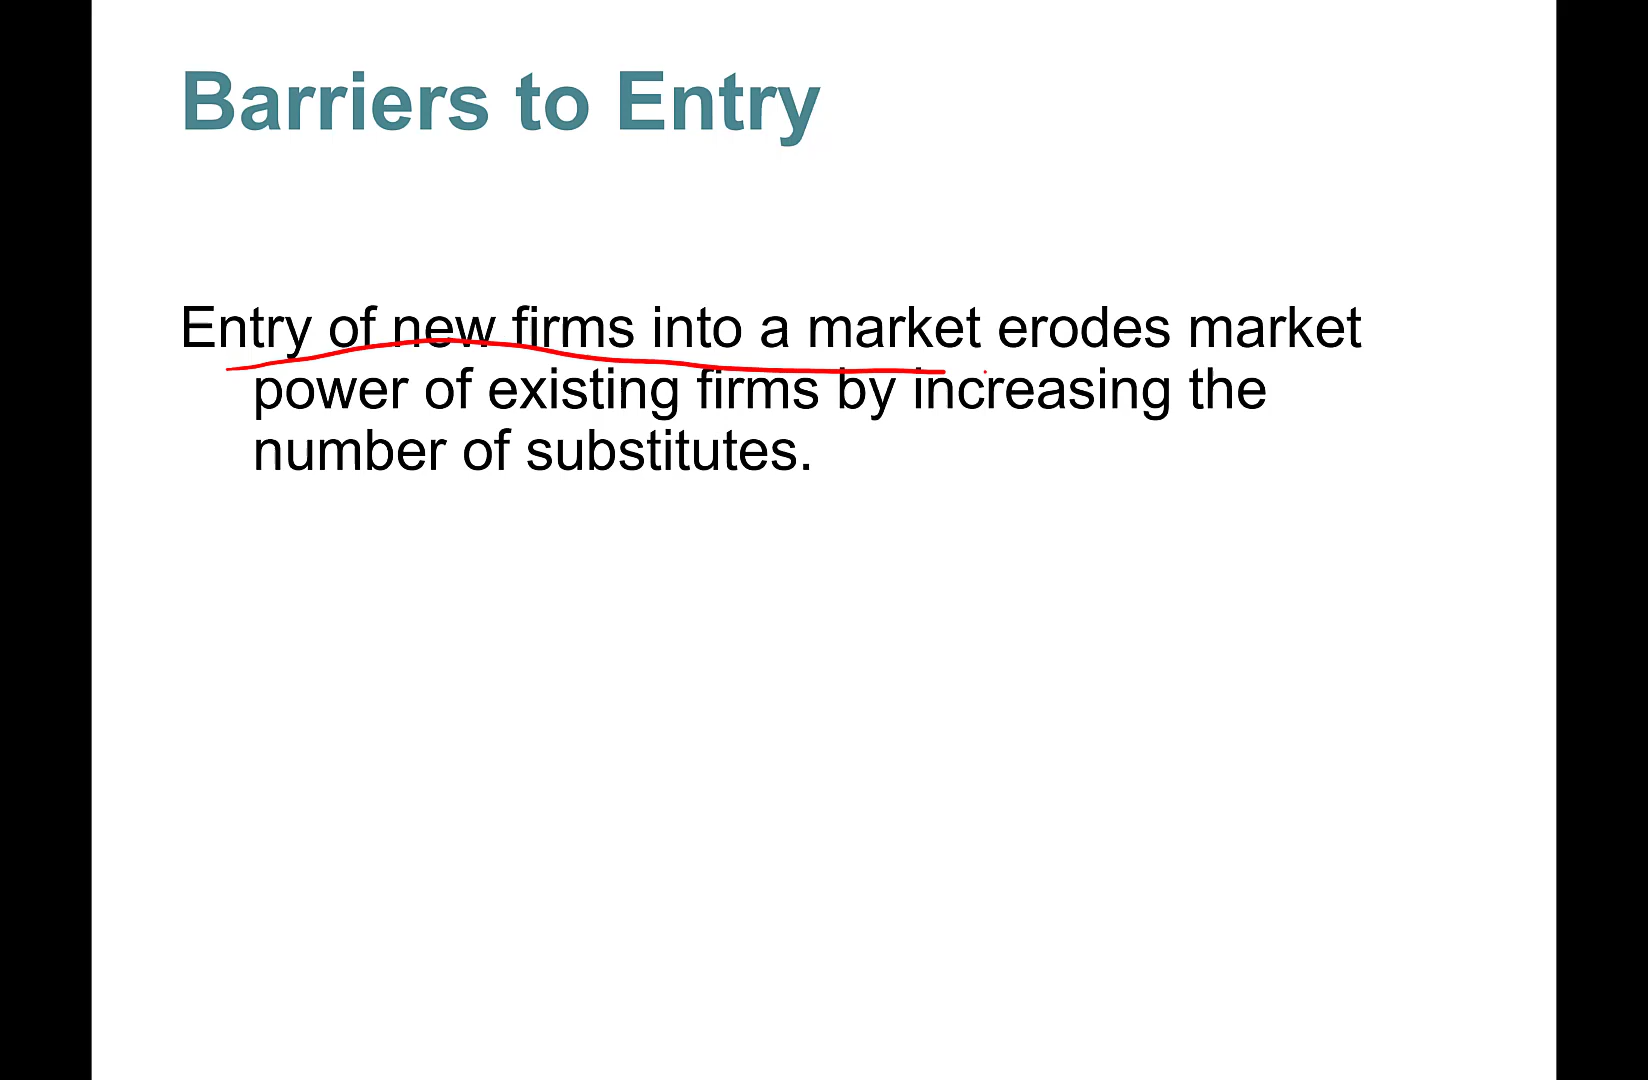 Barriers to Entry
Entry of new firms into a market erodes market
power of existing firms by increasing the
number of substitutes.